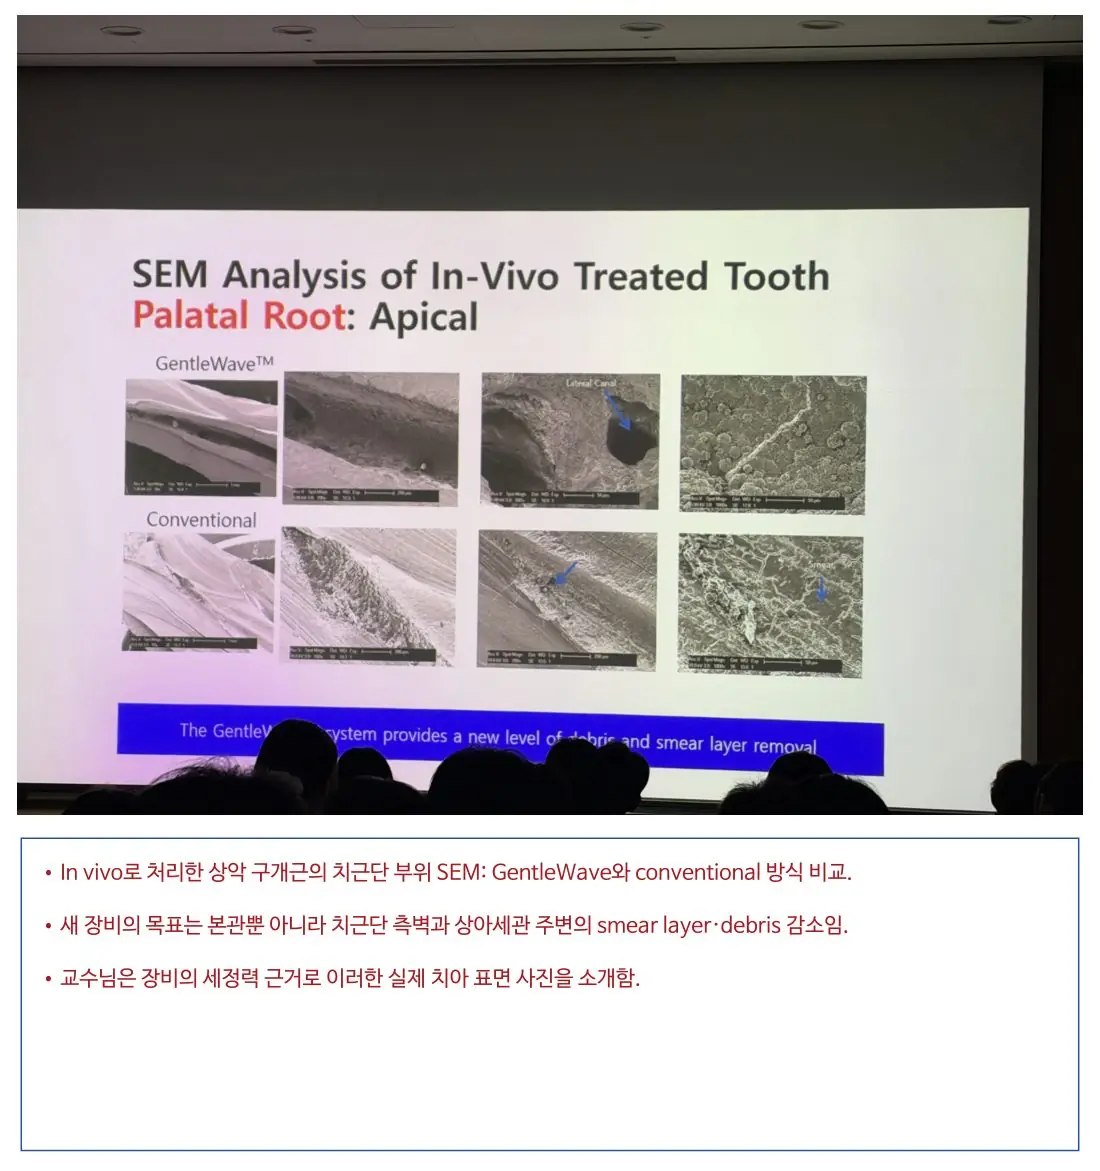 SEM Analysis of In-Vivo Treated Tooth
Palatal Root: Apical
GentleWave™
Lateral Canal
Conventional
Smear
The GentleW system provides a new level of debris and smear layer removal
• In vivo로 처리한 상악 구개근의 치근단 부위 SEM: GentleWave와 conventional 방식 비교.
• 새 장비의 목표는 본관뿐 아니라 치근단 측벽과 상아세관 주변의 smear layer·debris 감소임.
• 교수님은 장비의 세정력 근거로 이러한 실제 치아 표면 사진을 소개함.